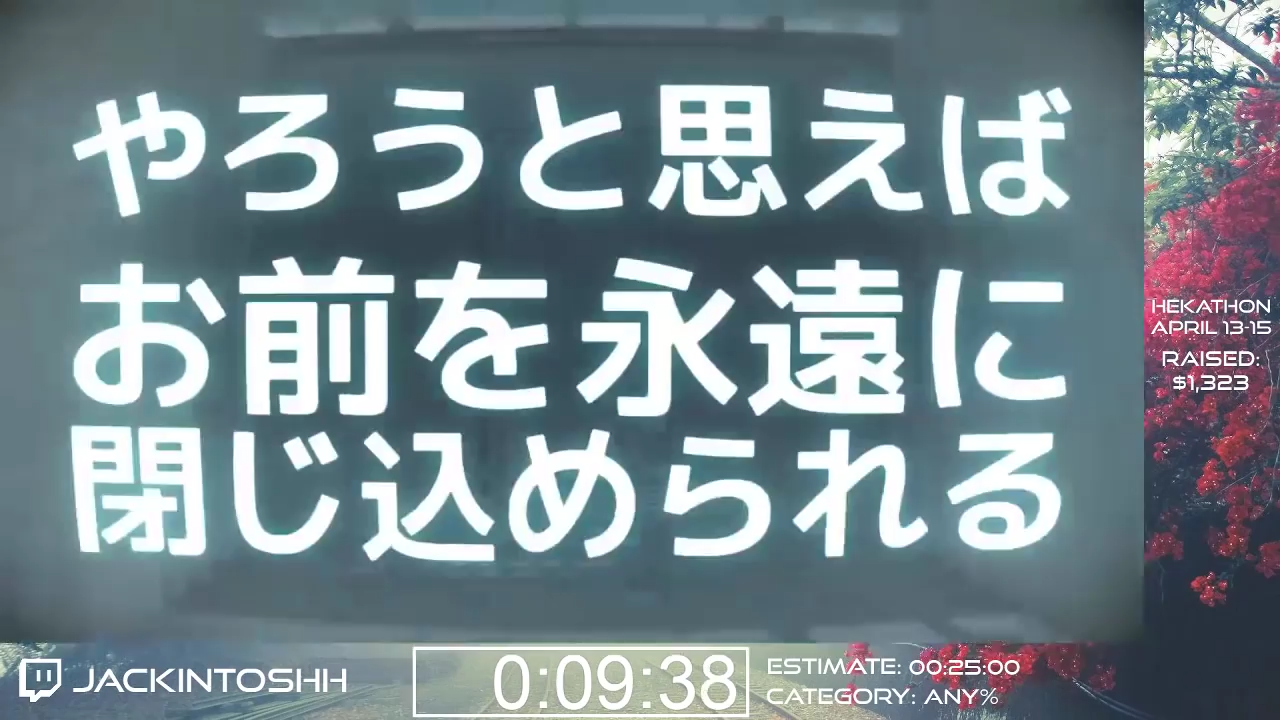 やろうと思えば
お前を永遠に
閉じ込められる
HEKATHON
APRIL 13-15
RAISED:
$1,323
JACKINTOSHH
0:09:38
ESTIMATE: 00:25:00
CATEGORY: ANY%